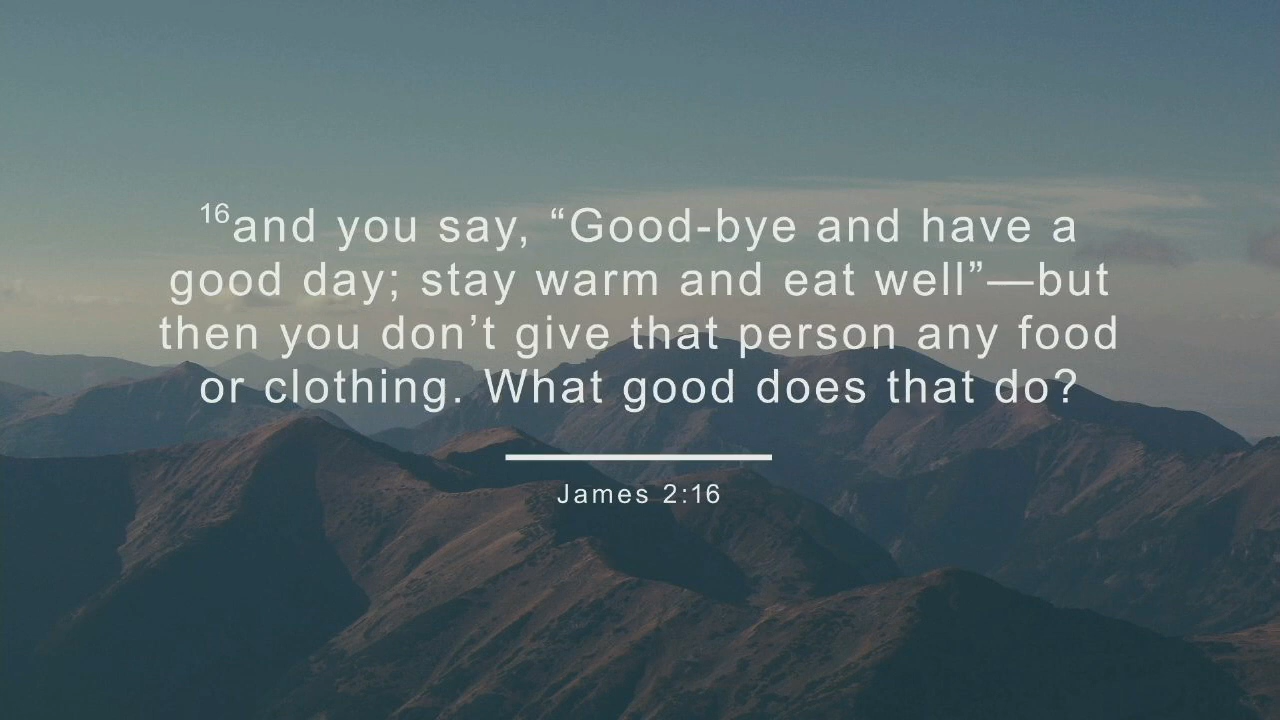 16and you say, “Good-bye and have a
good day; stay warm and eat well”—but
then you don’t give that person any food
or clothing. What good does that do?
James 2:16